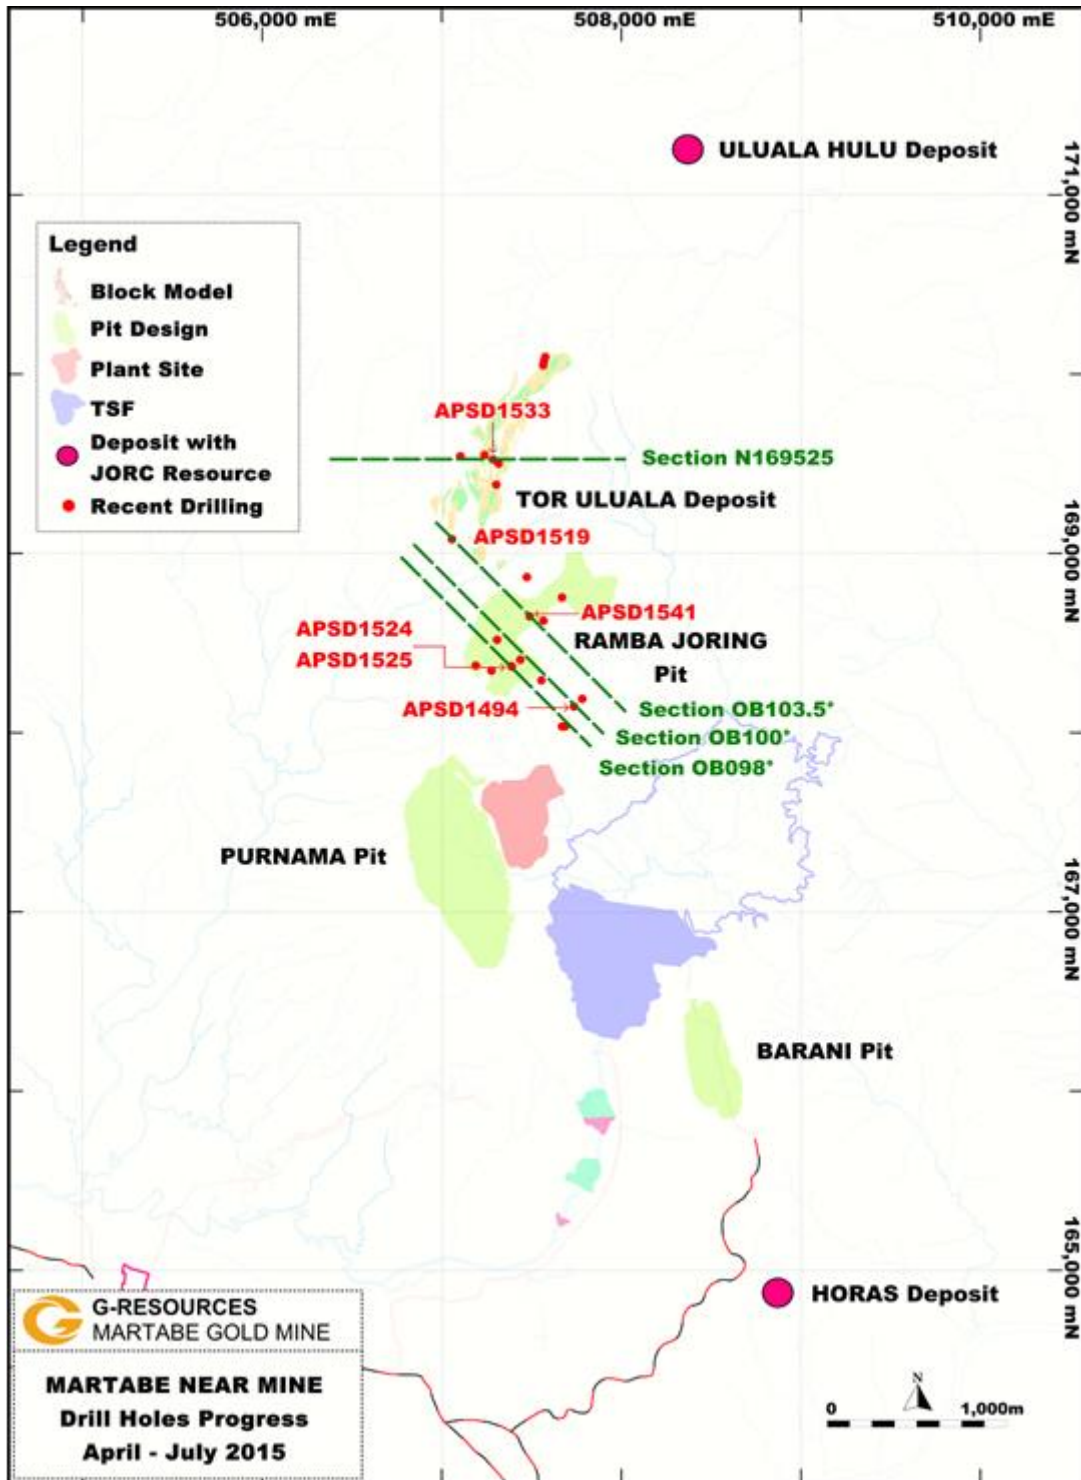 506,000 mE
508,000 mE
510,000 mE
ULUALA HULU Deposit
171,000 mN
Legend
Block Model
Pit Design
Plant Site
TSF
Deposit with
JORC Resource
Recent Drilling
APSD1533
Section N169525
TOR ULUALA Deposit
APSD1519
169,000 mN
APSD1541
APSD1524
RAMBA JORING
Pit
APSD1525
APSD1494
Section OB103.5*
Section OB100*
Section OB098*
PURNAMA Pit
167,000 mN
BARANI Pit
165,000 mN
HORAS Deposit
G-RESOURCES
MARTABE GOLD MINE
MARTABE NEAR MINE
Drill Holes Progress
April - July 2015
N
0 1,000m